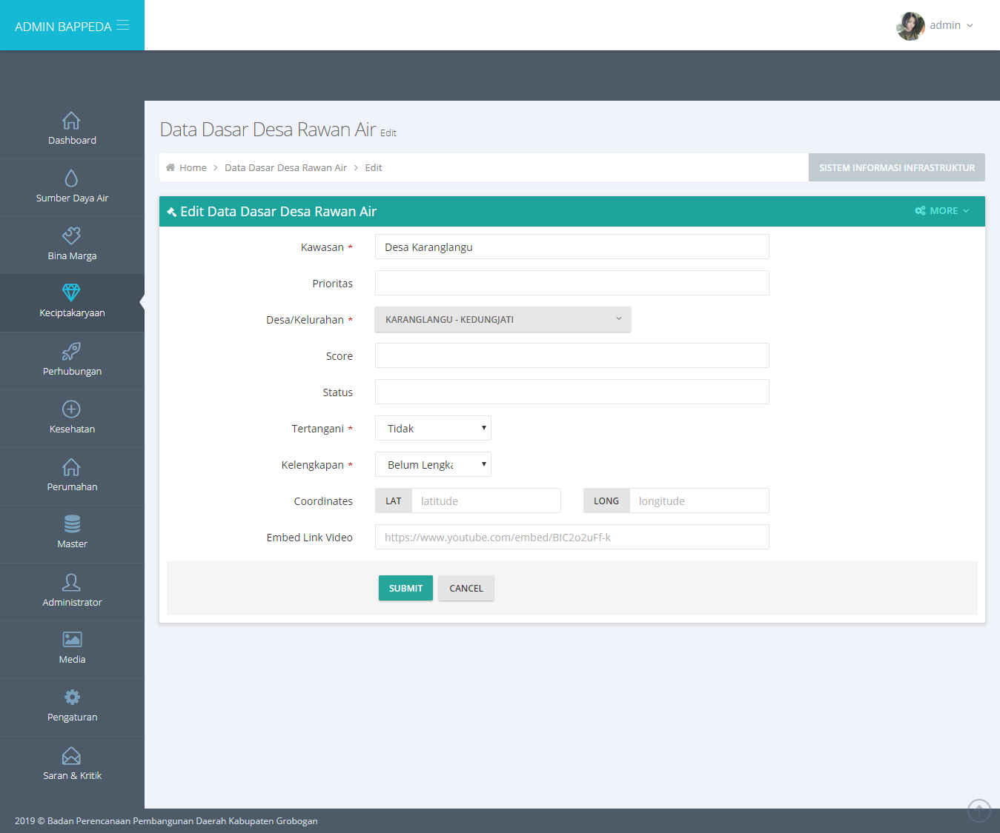 ADMIN BAPPEDA
admin
Dashboard
Sumber Daya Air
Bina Marga
Keciptakaryaan
Perhubungan
Kesehatan
Perumahan
Master
Administrator
Media
Pengaturan
Saran & Kritik
Data Dasar Desa Rawan Air Edit
Home > Data Dasar Desa Rawan Air > Edit
SISTEM INFORMASI INFRASTRUKTUR
Edit Data Dasar Desa Rawan Air
MORE
Kawasan * Desa Karanglangu
Prioritas
Desa/Kelurahan * KARANGLANGU - KEDUNGJATI
Score
Status
Tertangani * Tidak
Kelengkapan * Belum Lengka
Coordinates LAT latitude LONG longitude
Embed Link Video https://www.youtube.com/embed/BIC2o2uFf-k
SUBMIT CANCEL
2019 © Badan Perencanaan Pembangunan Daerah Kabupaten Grobogan